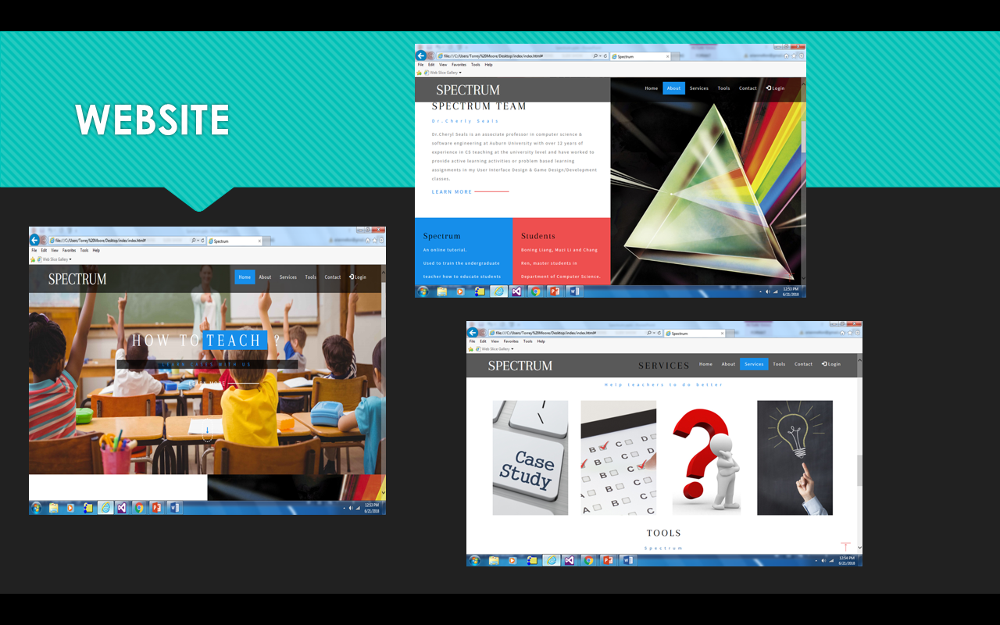 WEBSITE
file:///C:/Users/Torrey%20Moore/Desktop/index/index.html#
Spectrum
File Edit View Favorites Tools Help
Web Slice Gallery
SPECTRUM
Home About Services Tools Contact Login
SPECTRUM TEAM
Dr.Cherly Seals
Dr.Cheryl Seals is an associate professor in computer science &
software engineering at Auburn University with over 12 years of
experience in CS teaching at the university level and have worked to
provide active learning activities or problem based learning
assignments in my User Interface Design & Game Design/Development
classes.
LEARN MORE
Spectrum
An online tutorial.
Used to train the undergraduate
teacher how to educate students
Students
Boning Liang, Muzi Li and Chang
Ren, master students in
Department of Computer Science.
12:53 PM
6/21/2018
file:///C:/Users/Torrey%20Moore/Desktop/index/index.html#
Spectrum
File Edit View Favorites Tools Help
Web Slice Gallery
SPECTRUM
Home About Services Tools Contact Login
HOW TO TEACH ?
LEARN CASES WITH US
LEARN MORE
12:53 PM
6/21/2018
file:///C:/Users/Torrey%20Moore/Desktop/index/index.html#
Spectrum
File Edit View Favorites Tools Help
Web Slice Gallery
SPECTRUM
SERVICES
Home About Services Tools Contact Login
Help teachers to do better
Case
Study
TOOLS
Spectrum
12:54 PM
6/21/2018